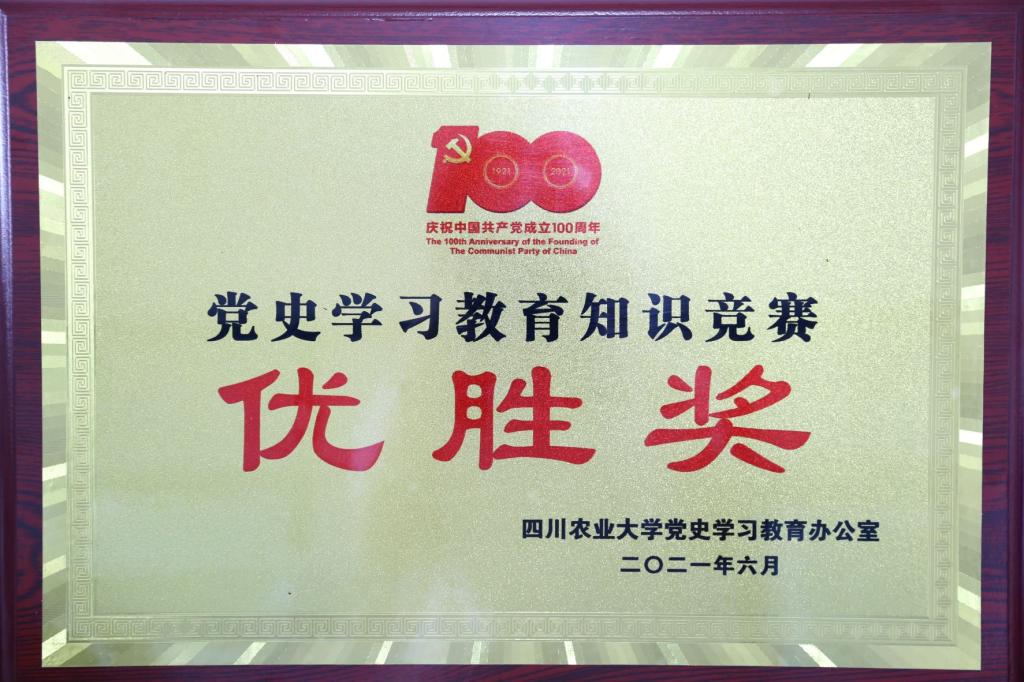 100
1921 2021
庆祝中国共产党成立100周年
The 100th Anniversary of the Founding of
The Communist Party of China
党史学习教育知识竞赛
优胜奖
四川农业大学党史学习教育办公室
二〇二一年六月